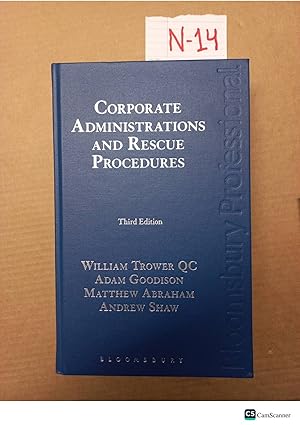 N-14
CORPORATE
ADMINISTRATIONS
AND RESCUE
PROCEDURES
Third Edition
WILLIAM TROWER QC
ADAM GOODISON
MATTHEW ABRAHAM
ANDREW SHAW
BLOOMSBURY
Bloomsbury Professional
CS CamScanner